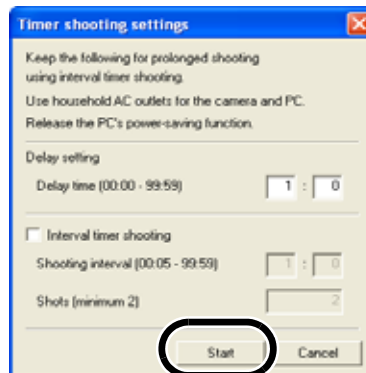 Timer shooting settings
Keep the following for prolonged shooting
using interval timer shooting.
Use household AC outlets for the camera and PC.
Release the PC's power-saving function.
Delay setting
Delay time (00:00 - 99:59) 1 : 0
Interval timer shooting
Shooting interval (00:05 - 99:59) 1 : 0
Shots (minimum 2) 2
Start Cancel